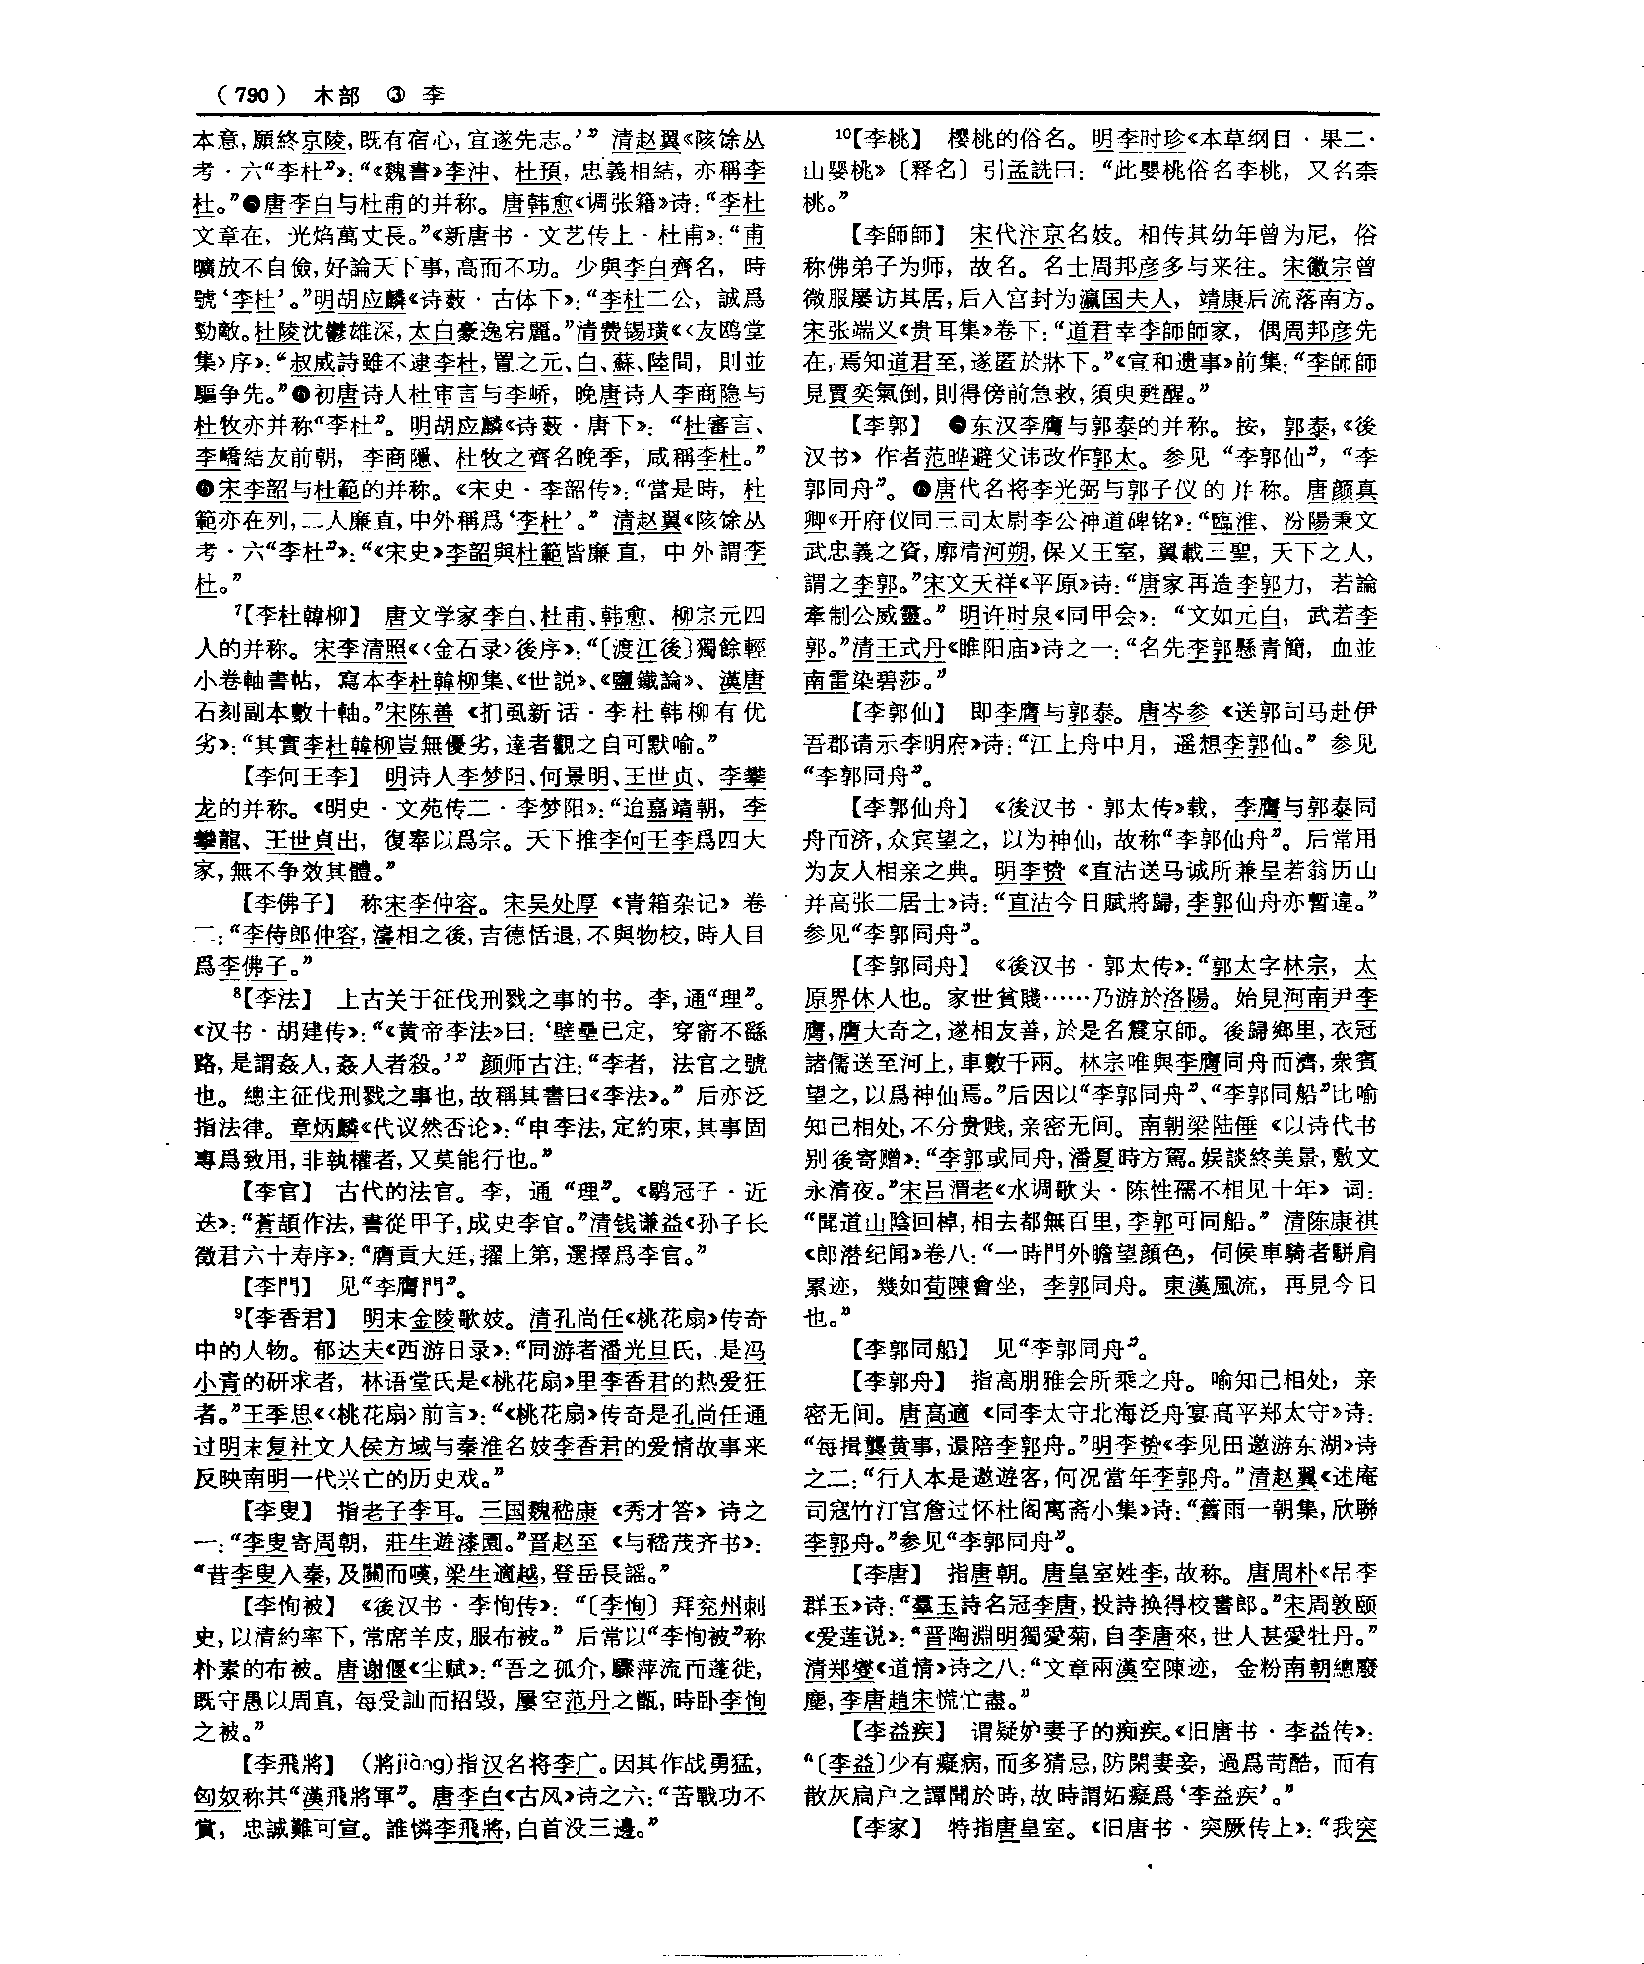 （790） 木部 ③ 李
本意，願終京陵，既有宿心，宜遂先志。’” 清赵翼《陔馀丛
考·六“李杜”》：“《魏書》李沖、杜預，忠義相結，亦稱李
杜。”❹唐李白与杜甫的并称。唐韩愈《调张籍》诗：“李杜
文章在，光焰萬丈長。”《新唐书·文艺传上·杜甫》：“甫
曠放不自儉，好論天下事，高而不功。少與李白齊名，時
號‘李杜’。”明胡应麟《诗薮·古体下》：“李杜二公，誠爲
勁敵。杜陵沈鬱雄深，太白豪逸宕麗。”清费锡璜《〈友鸥堂
集〉序》：“叔威詩雖不逮李杜，置之元、白、蘇、陸間，則並
驅争先。”❺初唐诗人杜审言与李峤，晚唐诗人李商隐与
杜牧亦并称“李杜”。明胡应麟《诗薮·唐下》：“杜審言、
李嶠結友前朝，李商隱、杜牧之齊名晚季，咸稱李杜。”
❻宋李韶与杜範的并称。《宋史·李韶传》：“當是時，杜
範亦在列，二人廉直，中外稱爲‘李杜’。” 清赵翼《陔馀丛
考·六“李杜”》：“《宋史》李韶與杜範皆廉直，中外謂李
杜。”
7【李杜韓柳】 唐文学家李白、杜甫、韩愈、柳宗元四
人的并称。宋李清照《〈金石录〉後序》：“〔渡江後〕獨餘輕
小卷軸書帖，寫本李杜韓柳集、《世説》、《鹽鐵論》、漢唐
石刻副本數十軸。”宋陈善《扪虱新话·李杜韩柳有优
劣》：“其實李杜韓柳豈無優劣，達者觀之自可默喻。”
【李何王李】 明诗人李梦阳、何景明、王世贞、李攀
龙的并称。《明史·文苑传二·李梦阳》：“迨嘉靖朝，李
攀龍、王世貞出，復奉以爲宗。天下推李何王李爲四大
家，無不争效其體。”
【李佛子】 称宋李仲容。宋吴处厚《青箱杂记》卷
二：“李侍郎仲容，濤相之後，吉德恬退，不與物校，時人目
爲李佛子。”
8【李法】 上古关于征伐刑戮之事的书。李，通“理”。
《汉书·胡建传》：“《黄帝李法》曰：‘壁壘已定，穿窬不繇
路，是謂姦人，姦人者殺。’” 颜师古注：“李者，法官之號
也。總主征伐刑戮之事也，故稱其書曰《李法》。” 后亦泛
指法律。章炳麟《代议然否论》：“申李法，定約束，其事固
專爲致用，非執權者，又莫能行也。”
【李官】 古代的法官。李，通“理”。《鹖冠子·近
迭》：“蒼頡作法，書從甲子，成史李官。”清钱谦益《孙子长
徵君六十寿序》：“膺貢大廷，擢上第，選擇爲李官。”
【李門】 见“李膺門”。
9【李香君】 明末金陵歌妓。清孔尚任《桃花扇》传奇
中的人物。郁达夫《西游日录》：“同游者潘光旦氏，是冯
小青的研求者，林语堂氏是《桃花扇》里李香君的热爱狂
者。”王季思《〈桃花扇〉前言》：“《桃花扇》传奇是孔尚任通
过明末复社文人侯方域与秦淮名妓李香君的爱情故事来
反映南明一代兴亡的历史戏。”
【李叟】 指老子李耳。三国魏嵇康《秀才答》诗之
一：“李叟寄周朝，莊生遊漆園。”晋赵至《与嵇茂齐书》：
“昔李叟入秦，及關而嘆，梁生適越，登岳長謡。”
【李恂被】 《後汉书·李恂传》：“〔李恂〕拜兖州刺
史，以清約率下，常席羊皮，服布被。” 后常以“李恂被”称
朴素的布被。唐谢偃《尘赋》：“吾之孤介，驟萍流而蓬徙，
既守愚以周直，每受訕而招毁，屢空范丹之甑，時卧李恂
之被。”
【李飛將】 （將jiàng）指汉名将李广。因其作战勇猛，
匈奴称其“漢飛將軍”。唐李白《古风》诗之六：“苦戰功不
賞，忠誠難可宣。誰憐李飛將，白首没三邊。”
10【李桃】 樱桃的俗名。明李时珍《本草纲目·果二·
山婴桃》〔释名〕引孟詵曰：“此嬰桃俗名李桃，又名柰
桃。”
【李師師】 宋代汴京名妓。相传其幼年曾为尼，俗
称佛弟子为师，故名。名士周邦彦多与来往。宋徽宗曾
微服屡访其居，后入宫封为瀛国夫人，靖康后流落南方。
宋张端义《贵耳集》卷下：“道君幸李師師家，偶周邦彦先
在，焉知道君至，遂匿於牀下。”《宣和遗事》前集：“李師師
見賈奕氣倒，則得傍前急救，須臾甦醒。”
【李郭】 ❶东汉李膺与郭泰的并称。按，郭泰，《後
汉书》作者范晔避父讳改作郭太。参见“李郭仙”，“李
郭同舟”。❷唐代名将李光弼与郭子仪的并称。唐颜真
卿《开府仪同三司太尉李公神道碑铭》：“臨淮、汾陽秉文
武忠義之資，廓清河朔，保乂王室，翼載三聖，天下之人，
謂之李郭。”宋文天祥《平原》诗：“唐家再造李郭力，若論
牽制公威靈。” 明许时泉《同甲会》：“文如元白，武若李
郭。”清王式丹《睢阳庙》诗之一：“名先李郭懸青簡，血並
南雷染碧莎。”
【李郭仙】 即李膺与郭泰。唐岑参《送郭司马赴伊
吾郡请示李明府》诗：“江上舟中月，遥想李郭仙。”参见
“李郭同舟”。
【李郭仙舟】 《後汉书·郭太传》载，李膺与郭泰同
舟而济，众宾望之，以为神仙，故称“李郭仙舟”。后常用
为友人相亲之典。明李贽《直沽送马诚所兼呈若翁历山
并高张二居士》诗：“直沽今日賦將歸，李郭仙舟亦暫違。”
参见“李郭同舟”。
【李郭同舟】 《後汉书·郭太传》：“郭太字林宗，太
原界休人也。家世貧賤……乃游於洛陽。始見河南尹李
膺，膺大奇之，遂相友善，於是名震京師。後歸鄉里，衣冠
諸儒送至河上，車數千兩。林宗唯與李膺同舟而濟，衆賓
望之，以爲神仙焉。”后因以“李郭同舟”、“李郭同船”比喻
知己相处，不分贵贱，亲密无间。南朝梁陆倕《以诗代书
别後寄赠》：“李郭或同舟，潘夏時方駕。娱談終美景，敷文
永清夜。”宋吕渭老《水调歌头·陈性孺不相见十年》词：
“聞道山陰回棹，相去都無百里，李郭可同船。” 清陈康祺
《郎潜纪闻》卷八：“一時門外瞻望顔色，伺候車騎者駢肩
累迹，幾如荀陳會坐，李郭同舟。東漢風流，再見今日
也。”
【李郭同船】 见“李郭同舟”。
【李郭舟】 指高朋雅会所乘之舟。喻知己相处，亲
密无间。唐高適《同李太守北海泛舟宴高平郑太守》诗：
“每揖龔黄事，還陪李郭舟。”明李贽《李见田邀游东湖》诗
之二：“行人本是遨遊客，何况當年李郭舟。”清赵翼《述庵
司寇竹汀宫詹过怀杜阁寓斋小集》诗：“舊雨一朝集，欣聯
李郭舟。”参见“李郭同舟”。
【李唐】 指唐朝。唐皇室姓李，故称。唐周朴《吊李
群玉》诗：“羣玉詩名冠李唐，投詩换得校書郎。”宋周敦颐
《爱莲说》：“晋陶淵明獨愛菊，自李唐來，世人甚愛牡丹。”
清郑燮《道情》诗之八：“文章兩漢空陳迹，金粉南朝總廢
塵，李唐趙宋慌忙盡。”
【李益疾】 谓疑妒妻子的痴疾。《旧唐书·李益传》：
“〔李益〕少有癡病，而多猜忌，防閑妻妾，過爲苛酷，而有
散灰扃户之譚聞於時，故時謂妬癡爲‘李益疾’。”
【李家】 特指唐皇室。《旧唐书·突厥传上》：“我突